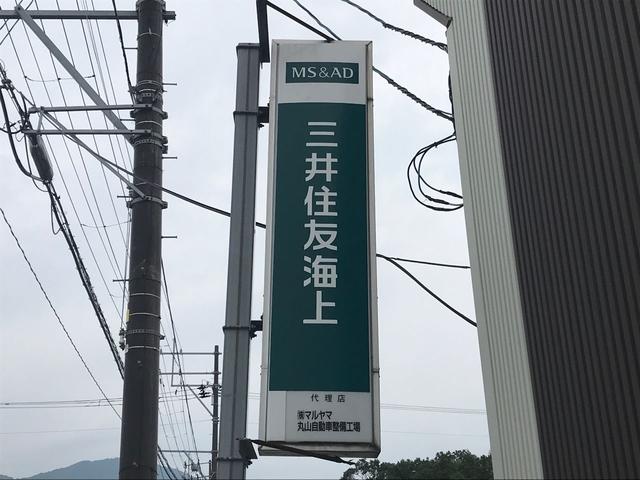 MS&AD
三井住友海上
代理店
㈲マルヤマ
丸山自動車整備工場